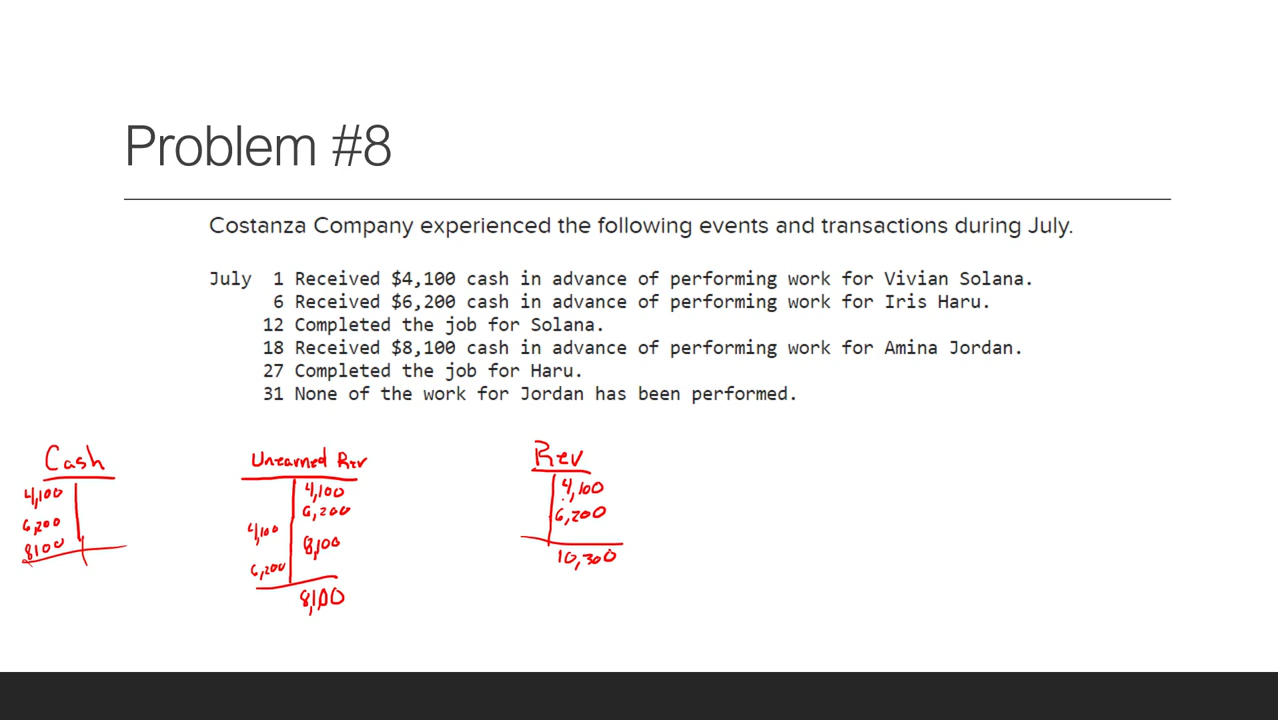 Problem #8
Costanza Company experienced the following events and transactions during July.
July 1 Received $4,100 cash in advance of performing work for Vivian Solana.
6 Received $6,200 cash in advance of performing work for Iris Haru.
12 Completed the job for Solana.
18 Received $8,100 cash in advance of performing work for Amina Jordan.
27 Completed the job for Haru.
31 None of the work for Jordan has been performed.
Cash
4,100
6,200
8100
Unearned Rev
4,100
6,200
4,100
8,100
6,200
8,100
Rev
4,100
6,200
10,300